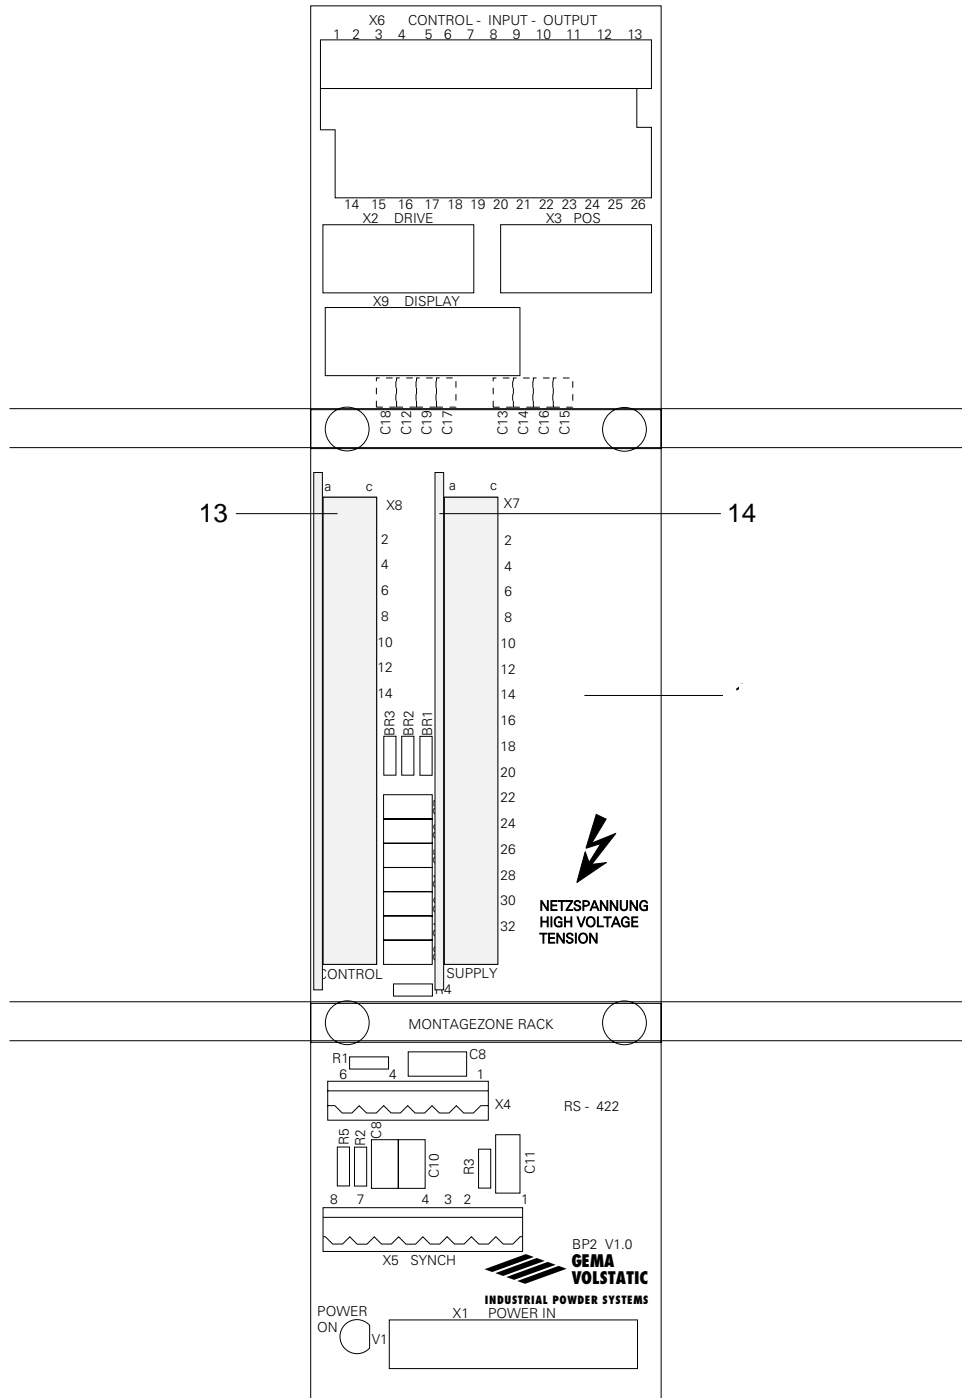 X6 CONTROL - INPUT - OUTPUT
1 2 3 4 5 6 7 8 9 10 11 12 13
14 15 16 17 18 19 20 21 22 23 24 25 26
X2 DRIVE X3 POS
X9 DISPLAY
C18 C12 C19 C17 C13 C14 C16 C15
a c a c
X8 X7
13 14
2 2
4 4
6 6
8 8
10 10
12 12
14 14
16
BR3 BR2 BR1
18
20
22
24
26
28
30
32
NETZSPANNUNG
HIGH VOLTAGE
TENSION
CONTROL SUPPLY
R4
MONTAGEZONE RACK
R1 C8
6 4 1
X4 RS - 422
R5 R2 C8 C10 R3 C11
8 7 4 3 2 1
X5 SYNCH
BP2 V1.0
GEMA
VOLSTATIC
INDUSTRIAL POWDER SYSTEMS
POWER
ON
V1
X1 POWER IN